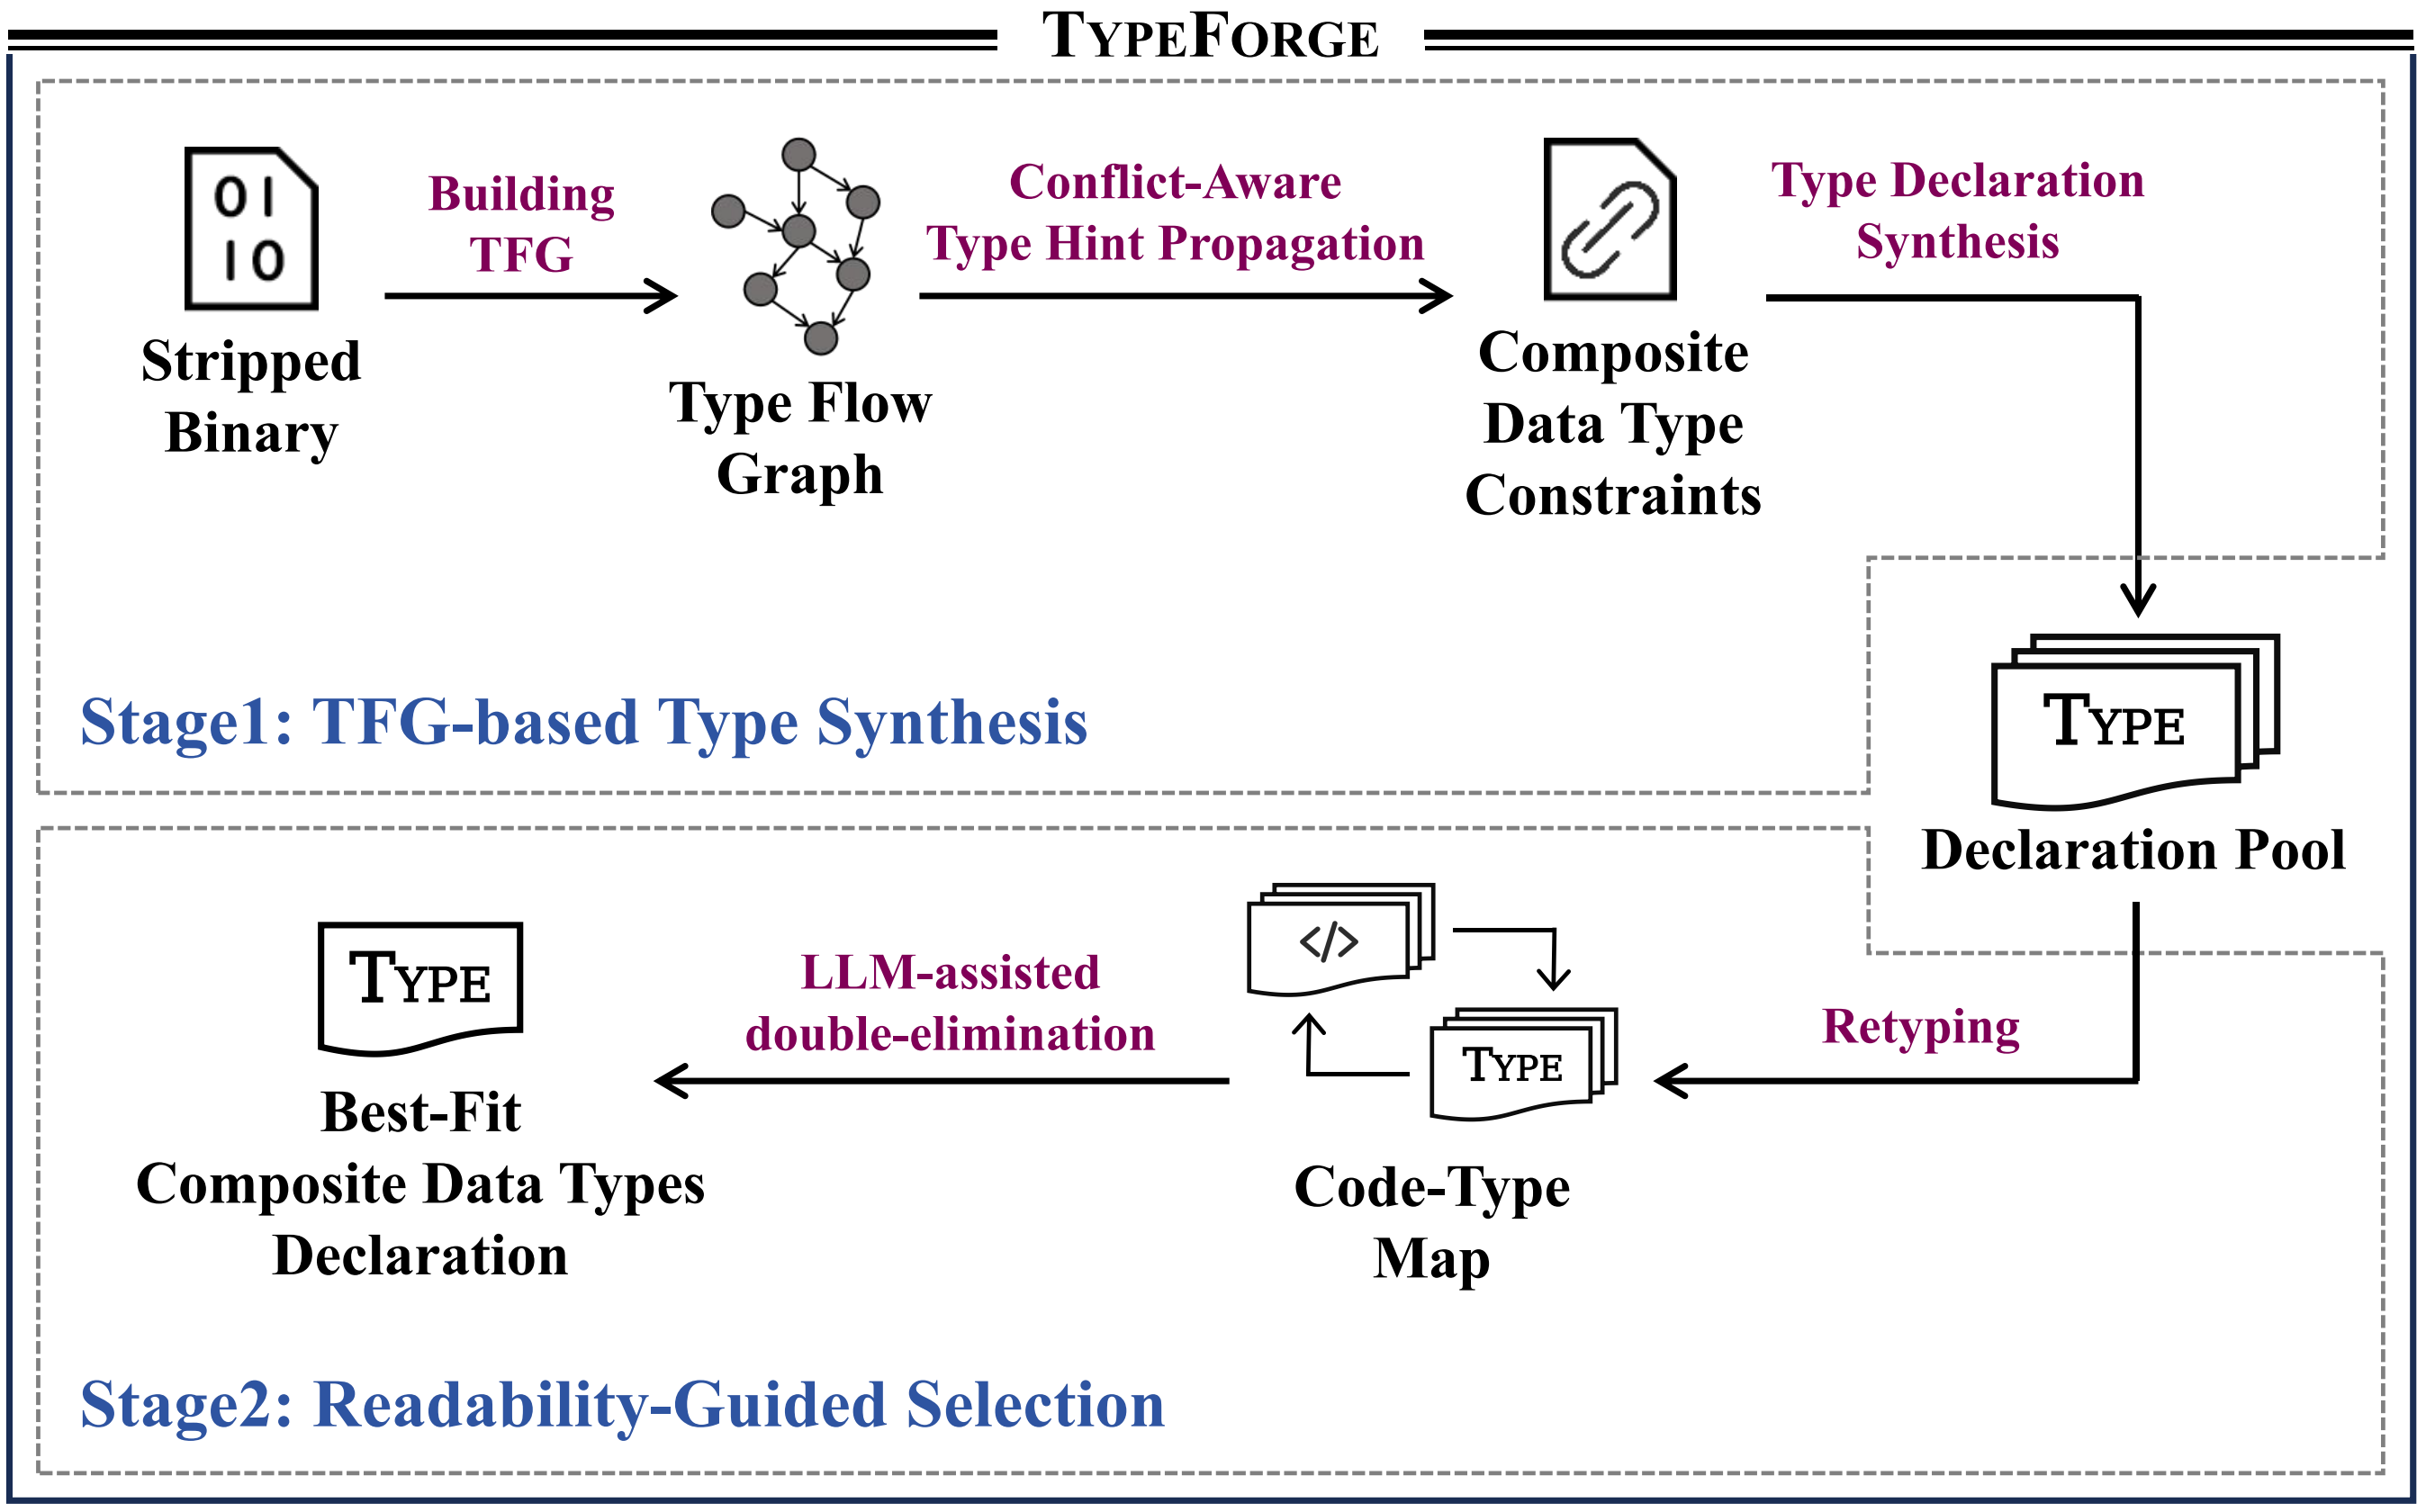 TYPEFORGE
01
10
Stripped
Binary
Building
TFG
Type Flow
Graph
Conflict-Aware
Type Hint Propagation
Composite
Data Type
Constraints
Type Declaration
Synthesis
Stage1: TFG-based Type Synthesis
TYPE
Declaration Pool
Retyping
</>
TYPE
Code-Type
Map
LLM-assisted
double-elimination
TYPE
Best-Fit
Composite Data Types
Declaration
Stage2: Readability-Guided Selection